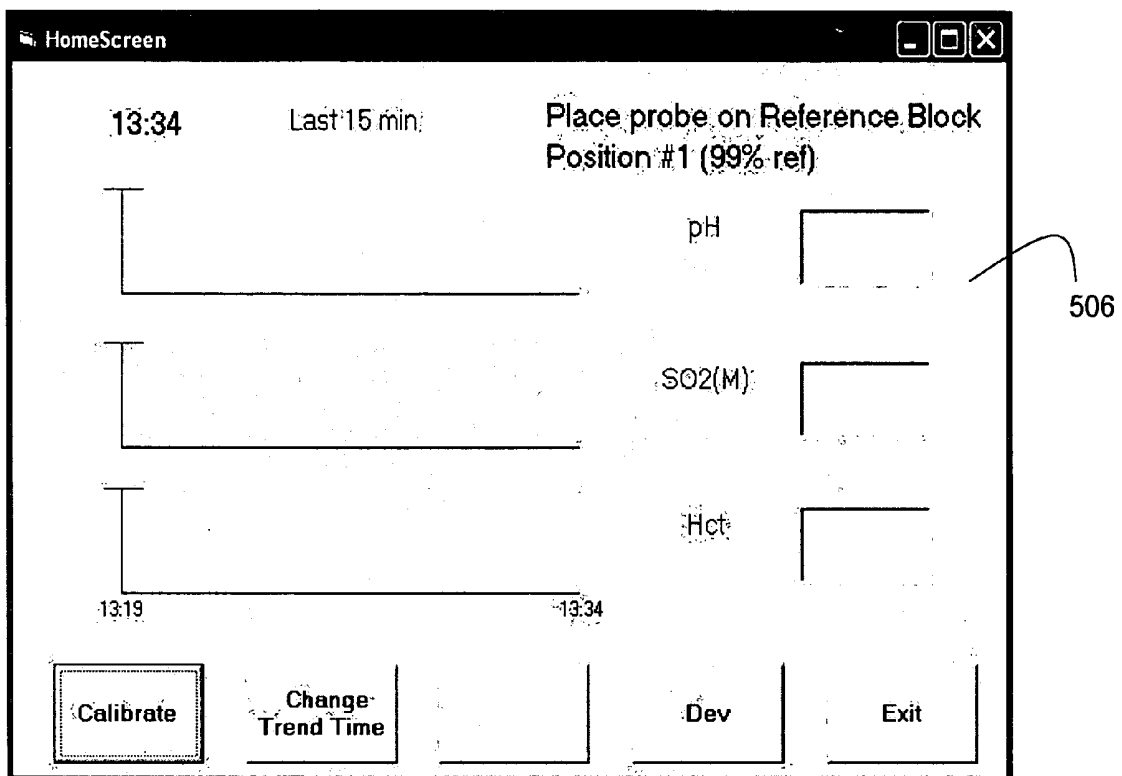 HomeScreen
13:34
Last 15 min
Place probe on Reference Block
Position #1 (99% ref)
pH
506
SO2(M)
Hct
13:19
13:34
Calibrate
Change
Trend Time
Dev
Exit